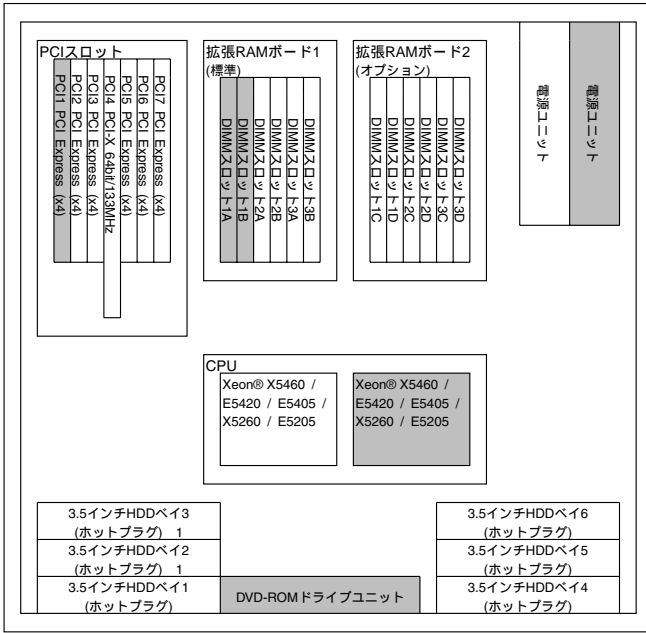 PCIスロット
PCI1 PCI Express (x4)
PCI2 PCI Express (x4)
PCI3 PCI Express (x4)
PCI4 PCI-X 64bit/133MHz
PCI5 PCI Express (x4)
PCI6 PCI Express (x4)
PCI7 PCI Express (x4)
拡張RAMボード1
(標準)
DIMMスロット1A
DIMMスロット1B
DIMMスロット2A
DIMMスロット2B
DIMMスロット3A
DIMMスロット3B
拡張RAMボード2
(オプション)
DIMMスロット1C
DIMMスロット1D
DIMMスロット2C
DIMMスロット2D
DIMMスロット3C
DIMMスロット3D
電源ユニット
電源ユニット
CPU
Xeon® X5460 /
E5420 / E5405 /
X5260 / E5205
Xeon® X5460 /
E5420 / E5405 /
X5260 / E5205
3.5インチHDDベイ3
(ホットプラグ) 1
3.5インチHDDベイ2
(ホットプラグ) 1
3.5インチHDDベイ1
(ホットプラグ)
DVD-ROMドライブユニット
3.5インチHDDベイ6
(ホットプラグ)
3.5インチHDDベイ5
(ホットプラグ)
3.5インチHDDベイ4
(ホットプラグ)